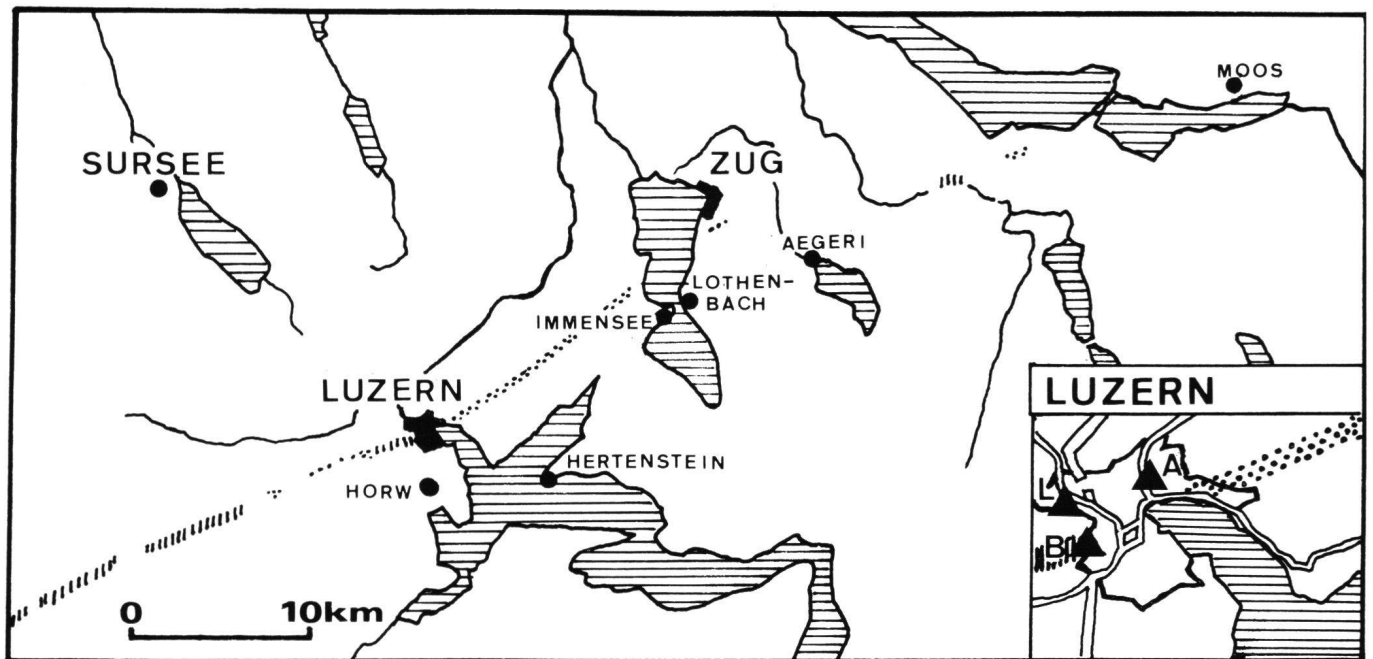 MOOS
SURSEE
ZUG
AEGERI
LOTHEN-
BACH
IMMENSEE
LUZERN
HERTENSTEIN
HORW
0 10km
LUZERN
A
L
B